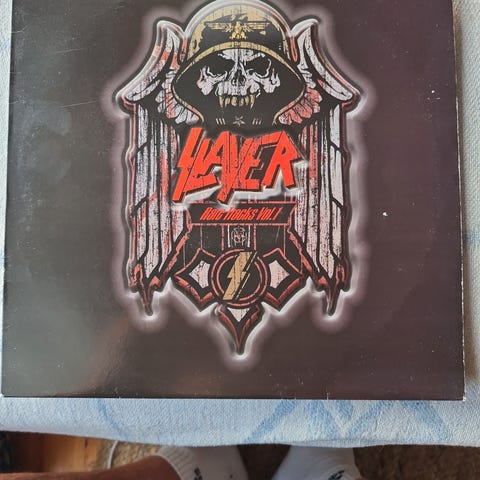 SLAYER
Rare Tracks Vol. 1